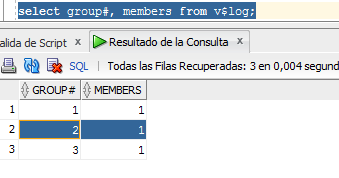 select group#, members from v$log;
alida de Script × Resultado de la Consulta ×
SQL | Todas las Filas Recuperadas: 3 en 0,004 segund
GROUP# MEMBERS
1 1 1
2 2 1
3 3 1